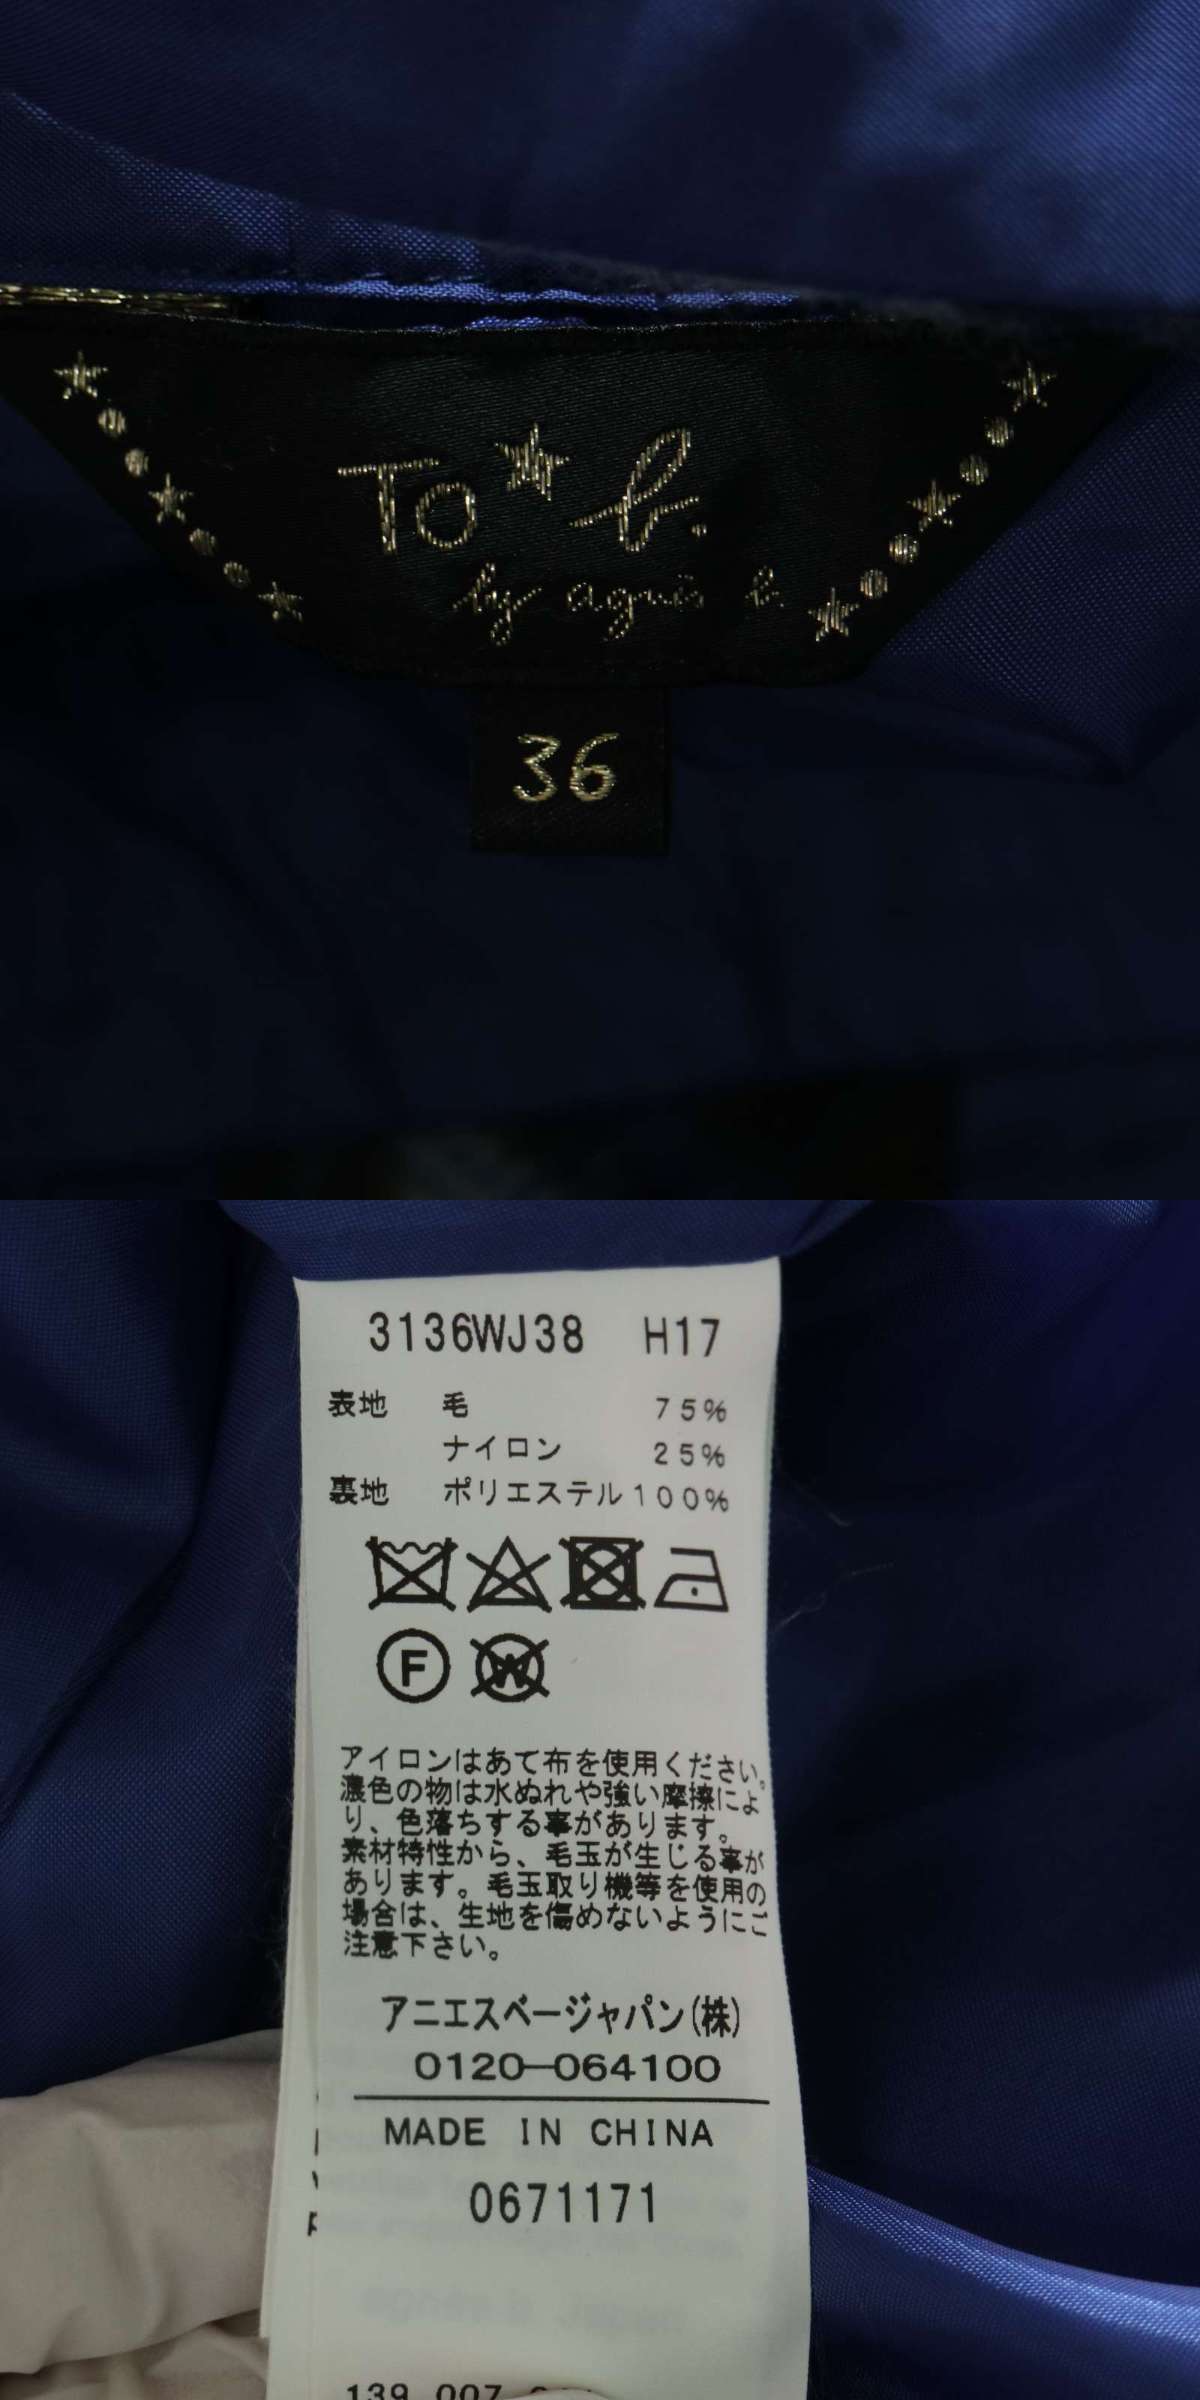 To★b.
by agnès b.
36
3136WJ38 H17
表地 毛 75%
ナイロン 25%
裏地 ポリエステル100%
F
W
アイロンはあて布を使用ください。
濃色の物は水ぬれや強い摩擦によ
り、色落ちする事があります。
素材特性から、毛玉が生じる事が
あります。毛玉取り機等を使用の
場合は、生地を傷めないようにご
注意下さい。
アニエスベージャパン(株)
0120-064100
MADE IN CHINA
0671171
139 007